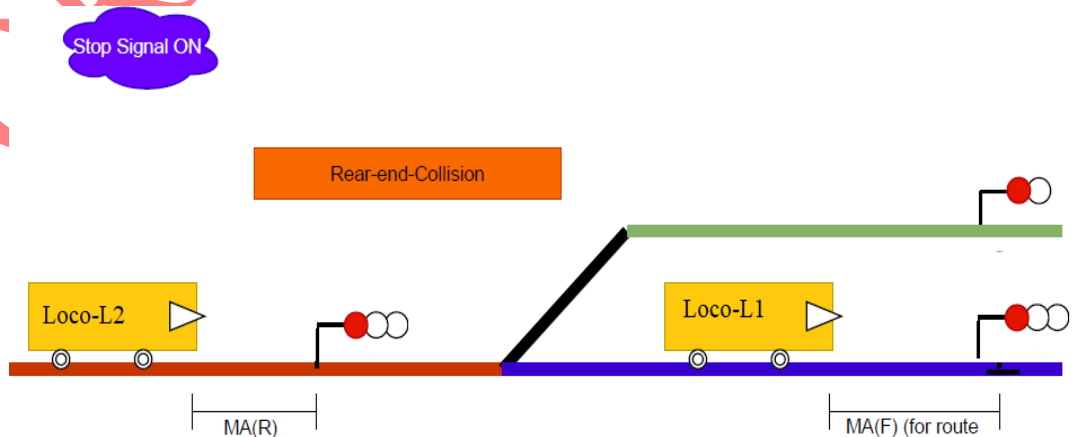 Stop Signal ON
Rear-end-Collision
Loco-L2
Loco-L1
MA(R)
MA(F) (for route